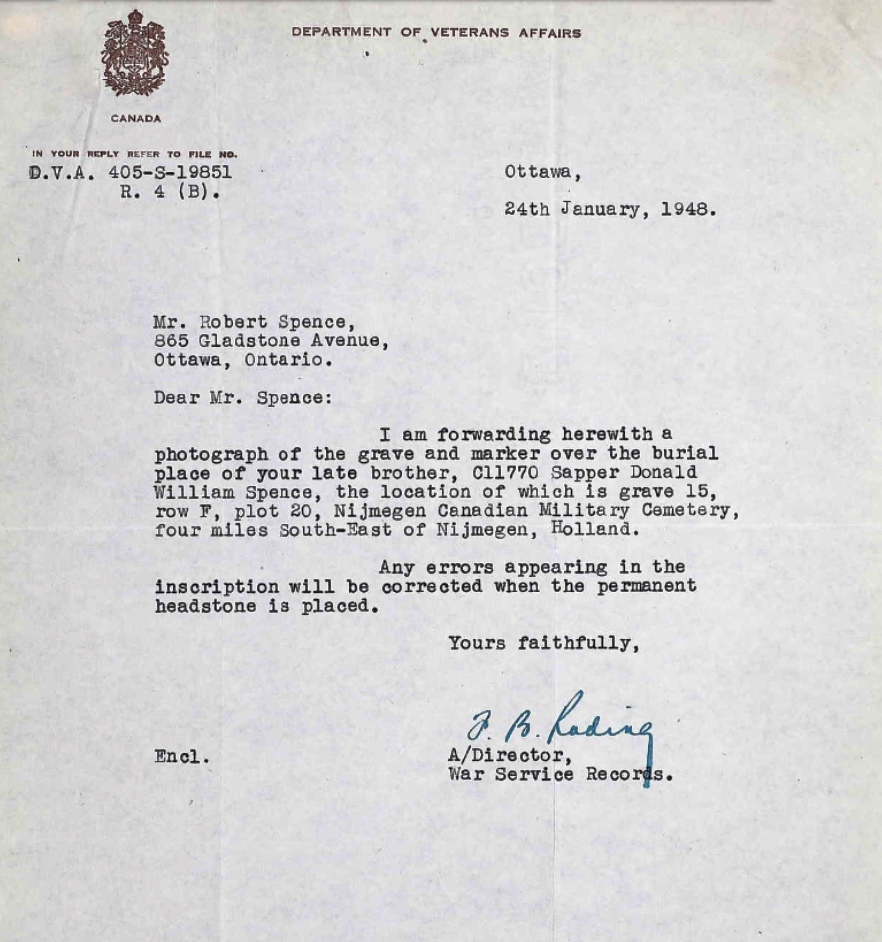 DEPARTMENT OF VETERANS AFFAIRS
CANADA
IN YOUR REPLY REFER TO FILE NO.
D.V.A. 405-S-19851
R. 4 (B).
Ottawa,
24th January, 1948.
Mr. Robert Spence,
865 Gladstone Avenue,
Ottawa, Ontario.
Dear Mr. Spence:
I am forwarding herewith a
photograph of the grave and marker over the burial
place of your late brother, C11770 Sapper Donald
William Spence, the location of which is grave 15,
row F, plot 20, Nijmegen Canadian Military Cemetery,
four miles South-East of Nijmegen, Holland.
Any errors appearing in the
inscription will be corrected when the permanent
headstone is placed.
Yours faithfully,
F. B.
Encl.
A/Director,
War Service Records.